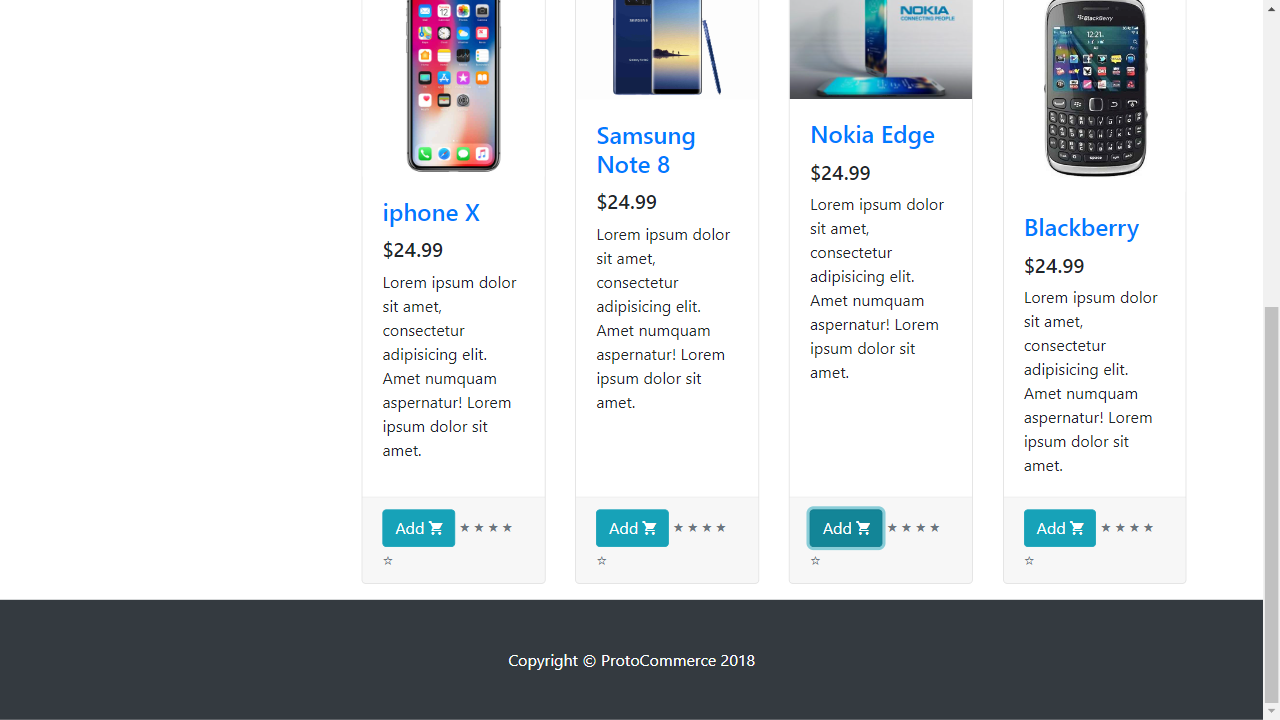 NOKIA
CONNECTING PEOPLE
SAMSUNG
BlackBerry
12:21
iphone X
$24.99
Lorem ipsum dolor
sit amet,
consectetur
adipisicing elit.
Amet numquam
aspernatur! Lorem
ipsum dolor sit
amet.
Add ★ ★ ★ ★
☆
Samsung
Note 8
$24.99
Lorem ipsum dolor
sit amet,
consectetur
adipisicing elit.
Amet numquam
aspernatur! Lorem
ipsum dolor sit
amet.
Add ★ ★ ★ ★
☆
Nokia Edge
$24.99
Lorem ipsum dolor
sit amet,
consectetur
adipisicing elit.
Amet numquam
aspernatur! Lorem
ipsum dolor sit
amet.
Add ★ ★ ★ ★
☆
Blackberry
$24.99
Lorem ipsum dolor
sit amet,
consectetur
adipisicing elit.
Amet numquam
aspernatur! Lorem
ipsum dolor sit
amet.
Add ★ ★ ★ ★
☆
Copyright © ProtoCommerce 2018